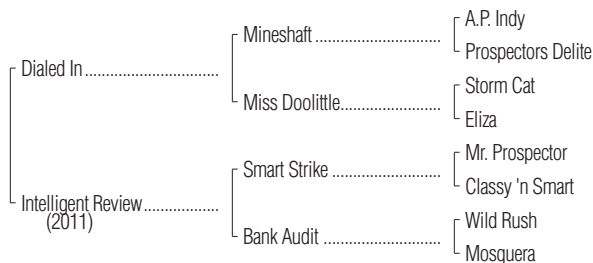 A.P. Indy
Mineshaft ..............................
Prospectors Delite
Dialed In ................................
Storm Cat
Miss Doolittle........................
Eliza
Mr. Prospector
Smart Strike ..........................
Classy 'n Smart
Intelligent Review ..................
(2011)
Wild Rush
Bank Audit ............................
Mosquera